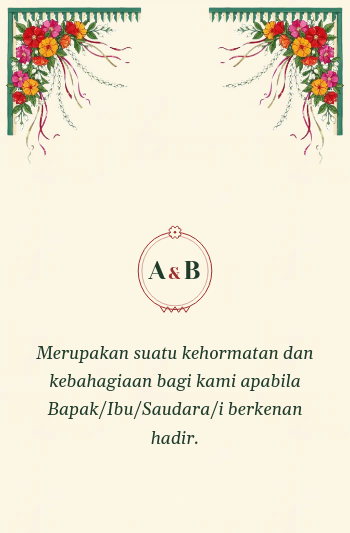 A & B
Merupakan suatu kehormatan dan
kebahagiaan bagi kami apabila
Bapak/Ibu/Saudara/i berkenan
hadir.